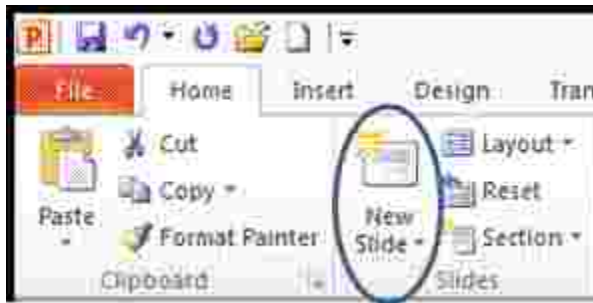 P
File Home Insert Design Tran
Cut
Copy
Format Painter
Paste
New
Slide
Layout
Reset
Section
Clipboard Slides